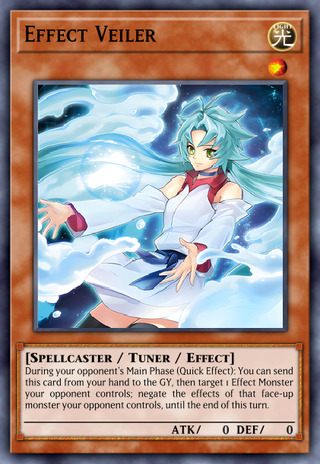 EFFECT VEILER
LIGHT
光
[SPELLCASTER / TUNER / EFFECT]
During your opponent's Main Phase (Quick Effect): You can send
this card from your hand to the GY, then target 1 Effect Monster
your opponent controls; negate the effects of that face-up
monster your opponent controls, until the end of this turn.
ATK/ 0 DEF/ 0